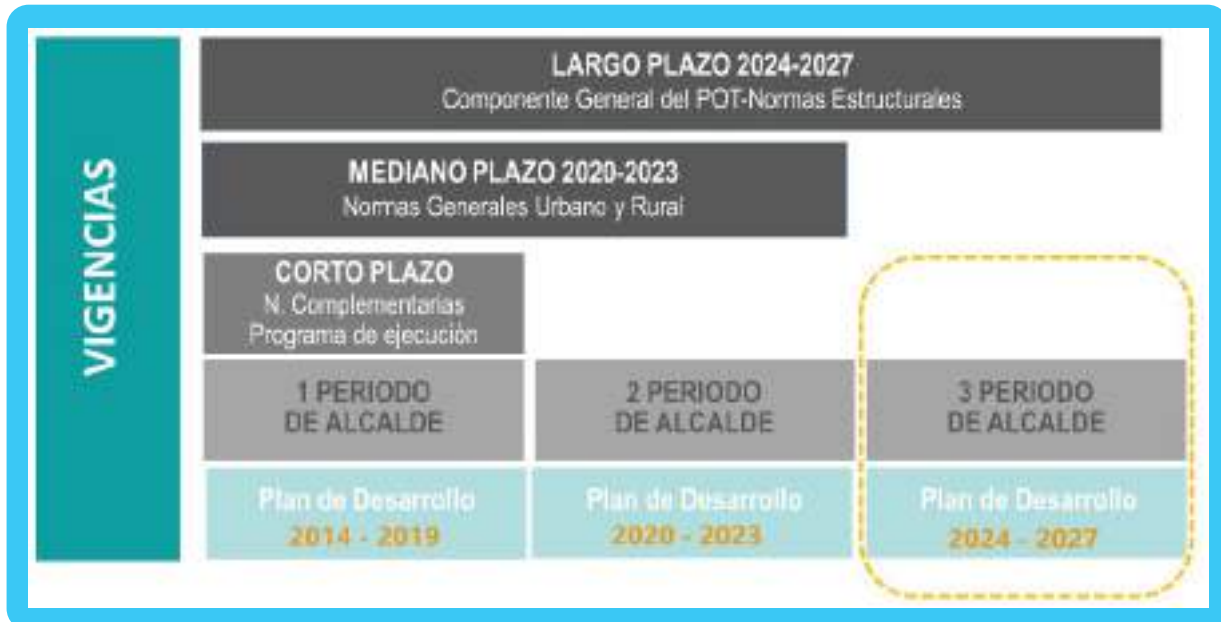 VIGENCIAS
LARGO PLAZO 2024-2027
Componente General del POT-Normas Estructurales
MEDIANO PLAZO 2020-2023
Normas Generales Urbano y Rural
CORTO PLAZO
N. Complementarias
Programa de ejecución
1 PERIODO
DE ALCALDE
2 PERIODO
DE ALCALDE
3 PERIODO
DE ALCALDE
Plan de Desarrollo
2014 - 2019
Plan de Desarrollo
2020 - 2023
Plan de Desarrollo
2024 - 2027